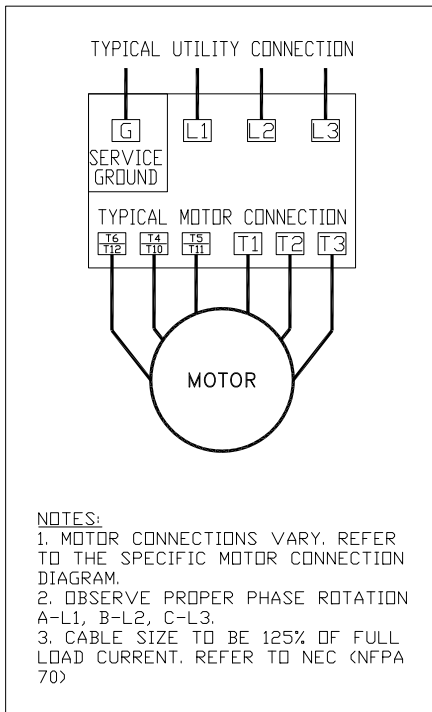 TYPICAL UTILITY CONNECTION
G L1 L2 L3
SERVICE
GROUND
TYPICAL MOTOR CONNECTION
T6 T4 T5 T1 T2 T3
T12 T10 T11
MOTOR
NOTES:
1. MOTOR CONNECTIONS VARY. REFER
TO THE SPECIFIC MOTOR CONNECTION
DIAGRAM.
2. OBSERVE PROPER PHASE ROTATION
A-L1, B-L2, C-L3.
3. CABLE SIZE TO BE 125% OF FULL
LOAD CURRENT. REFER TO NEC (NFPA
70)